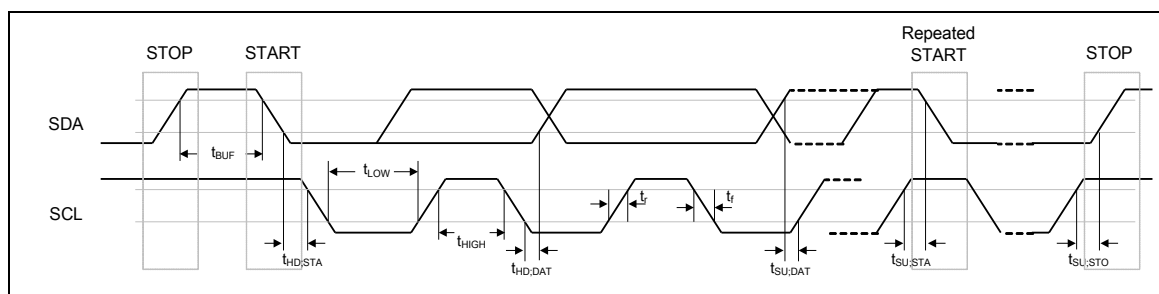 STOP
START
Repeated
START
STOP
SDA
tBUF
tLOW
SCL
tr
tf
tHIGH
tHD;STA
tHD;DAT
tSU;DAT
tSU;STA
tSU;STO